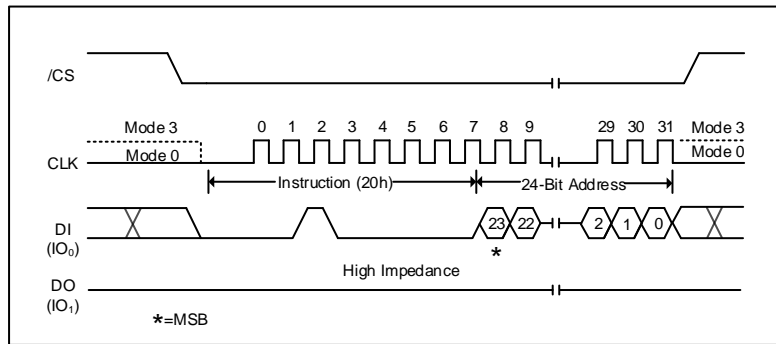 /CS
Mode 3 0 1 2 3 4 5 6 7 8 9 29 30 31 Mode 3
CLK Mode 0 Mode 0
Instruction (20h) 24-Bit Address
DI 23 22 2 1 0
(IO₀) *
High Impedance
DO
(IO₁)
*=MSB